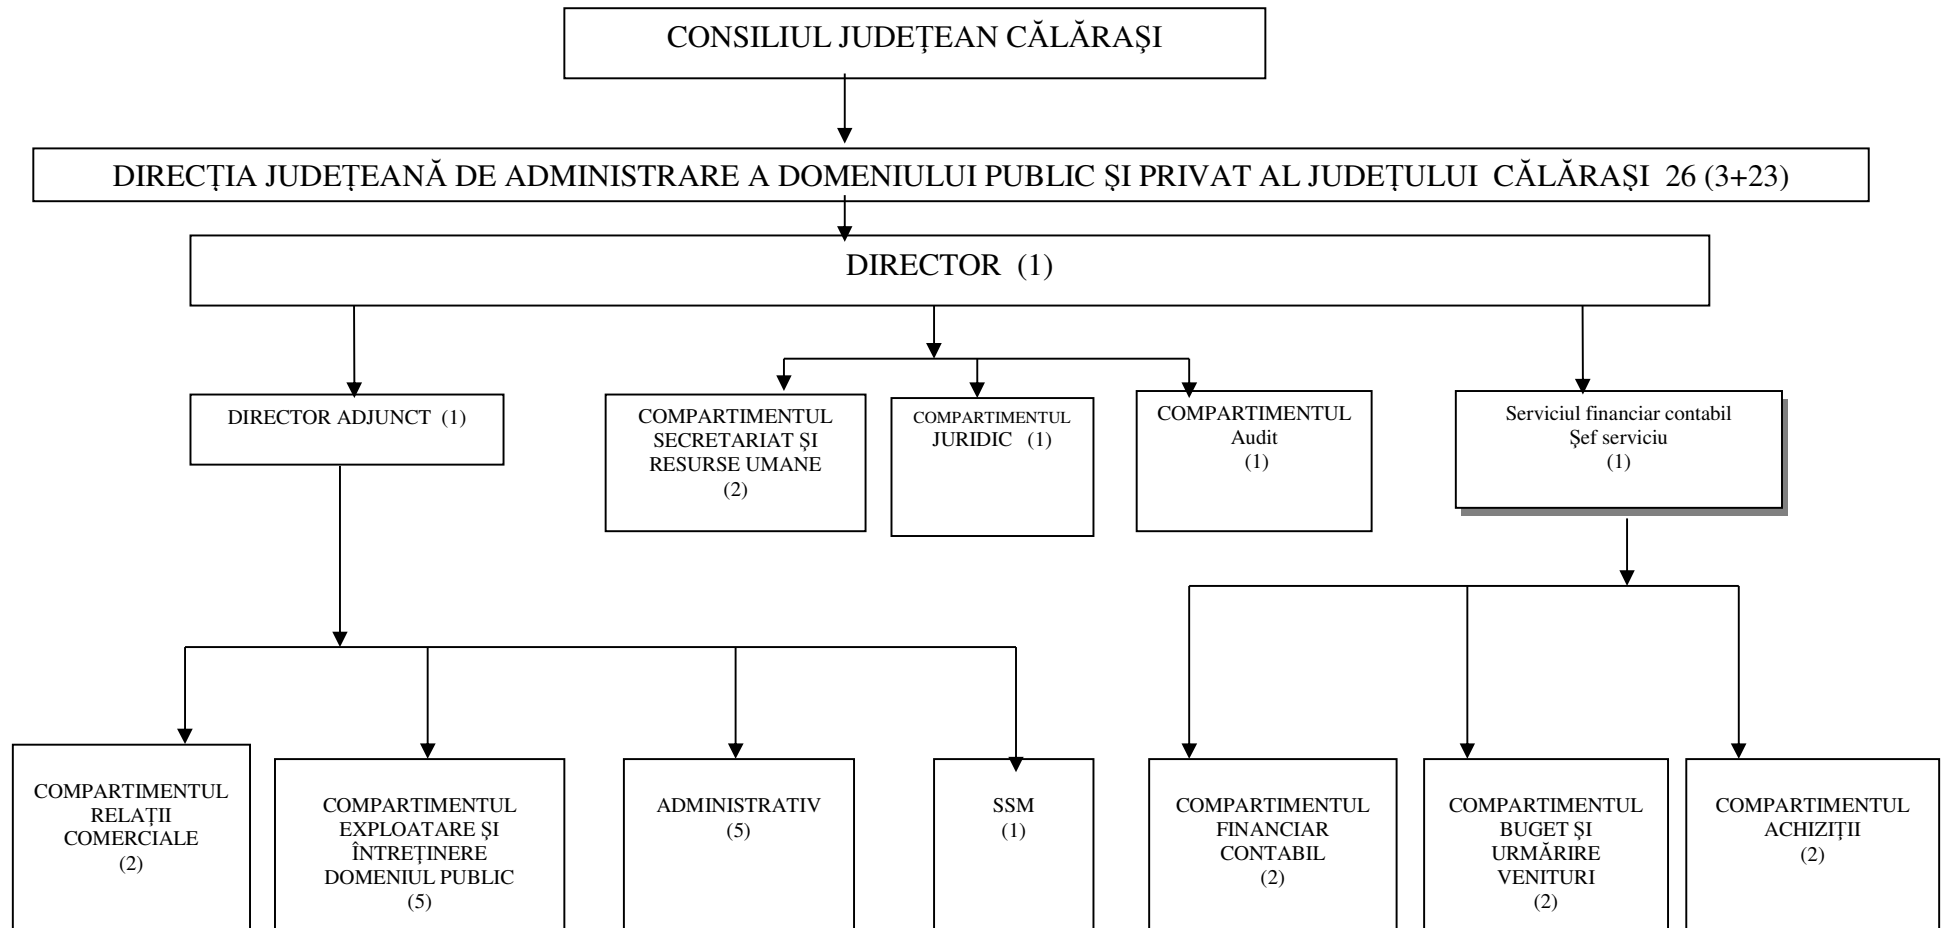 CONSILIUL JUDEŢEAN CĂLĂRAŞI
DIRECȚIA JUDEȚEANĂ DE ADMINISTRARE A DOMENIULUI PUBLIC ȘI PRIVAT AL JUDEȚULUI CĂLĂRAȘI 26 (3+23)
DIRECTOR (1)
DIRECTOR ADJUNCT (1)
COMPARTIMENTUL
SECRETARIAT ȘI
RESURSE UMANE
(2)
COMPARTIMENTUL
JURIDIC (1)
COMPARTIMENTUL
Audit
(1)
Serviciul financiar contabil
Şef serviciu
(1)
COMPARTIMENTUL
RELAȚII
COMERCIALE
(2)
COMPARTIMENTUL
EXPLOATARE ȘI
ÎNTREȚINERE
DOMENIUL PUBLIC
(5)
ADMINISTRATIV
(5)
SSM
(1)
COMPARTIMENTUL
FINANCIAR
CONTABIL
(2)
COMPARTIMENTUL
BUGET ȘI
URMĂRIRE
VENITURI
(2)
COMPARTIMENTUL
ACHIZIȚII
(2)